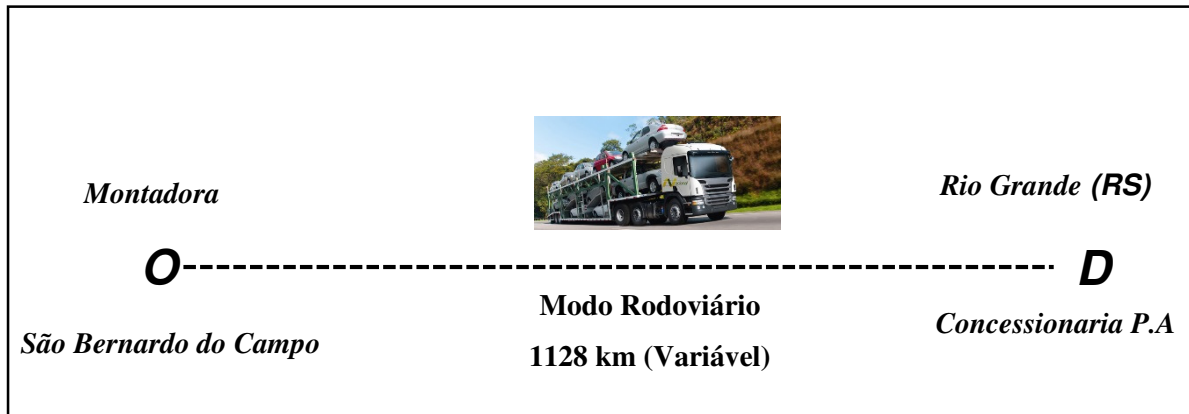 Montadora
Rio Grande (RS)
O
D
São Bernardo do Campo
Modo Rodoviário
1128 km (Variável)
Concessionaria P.A